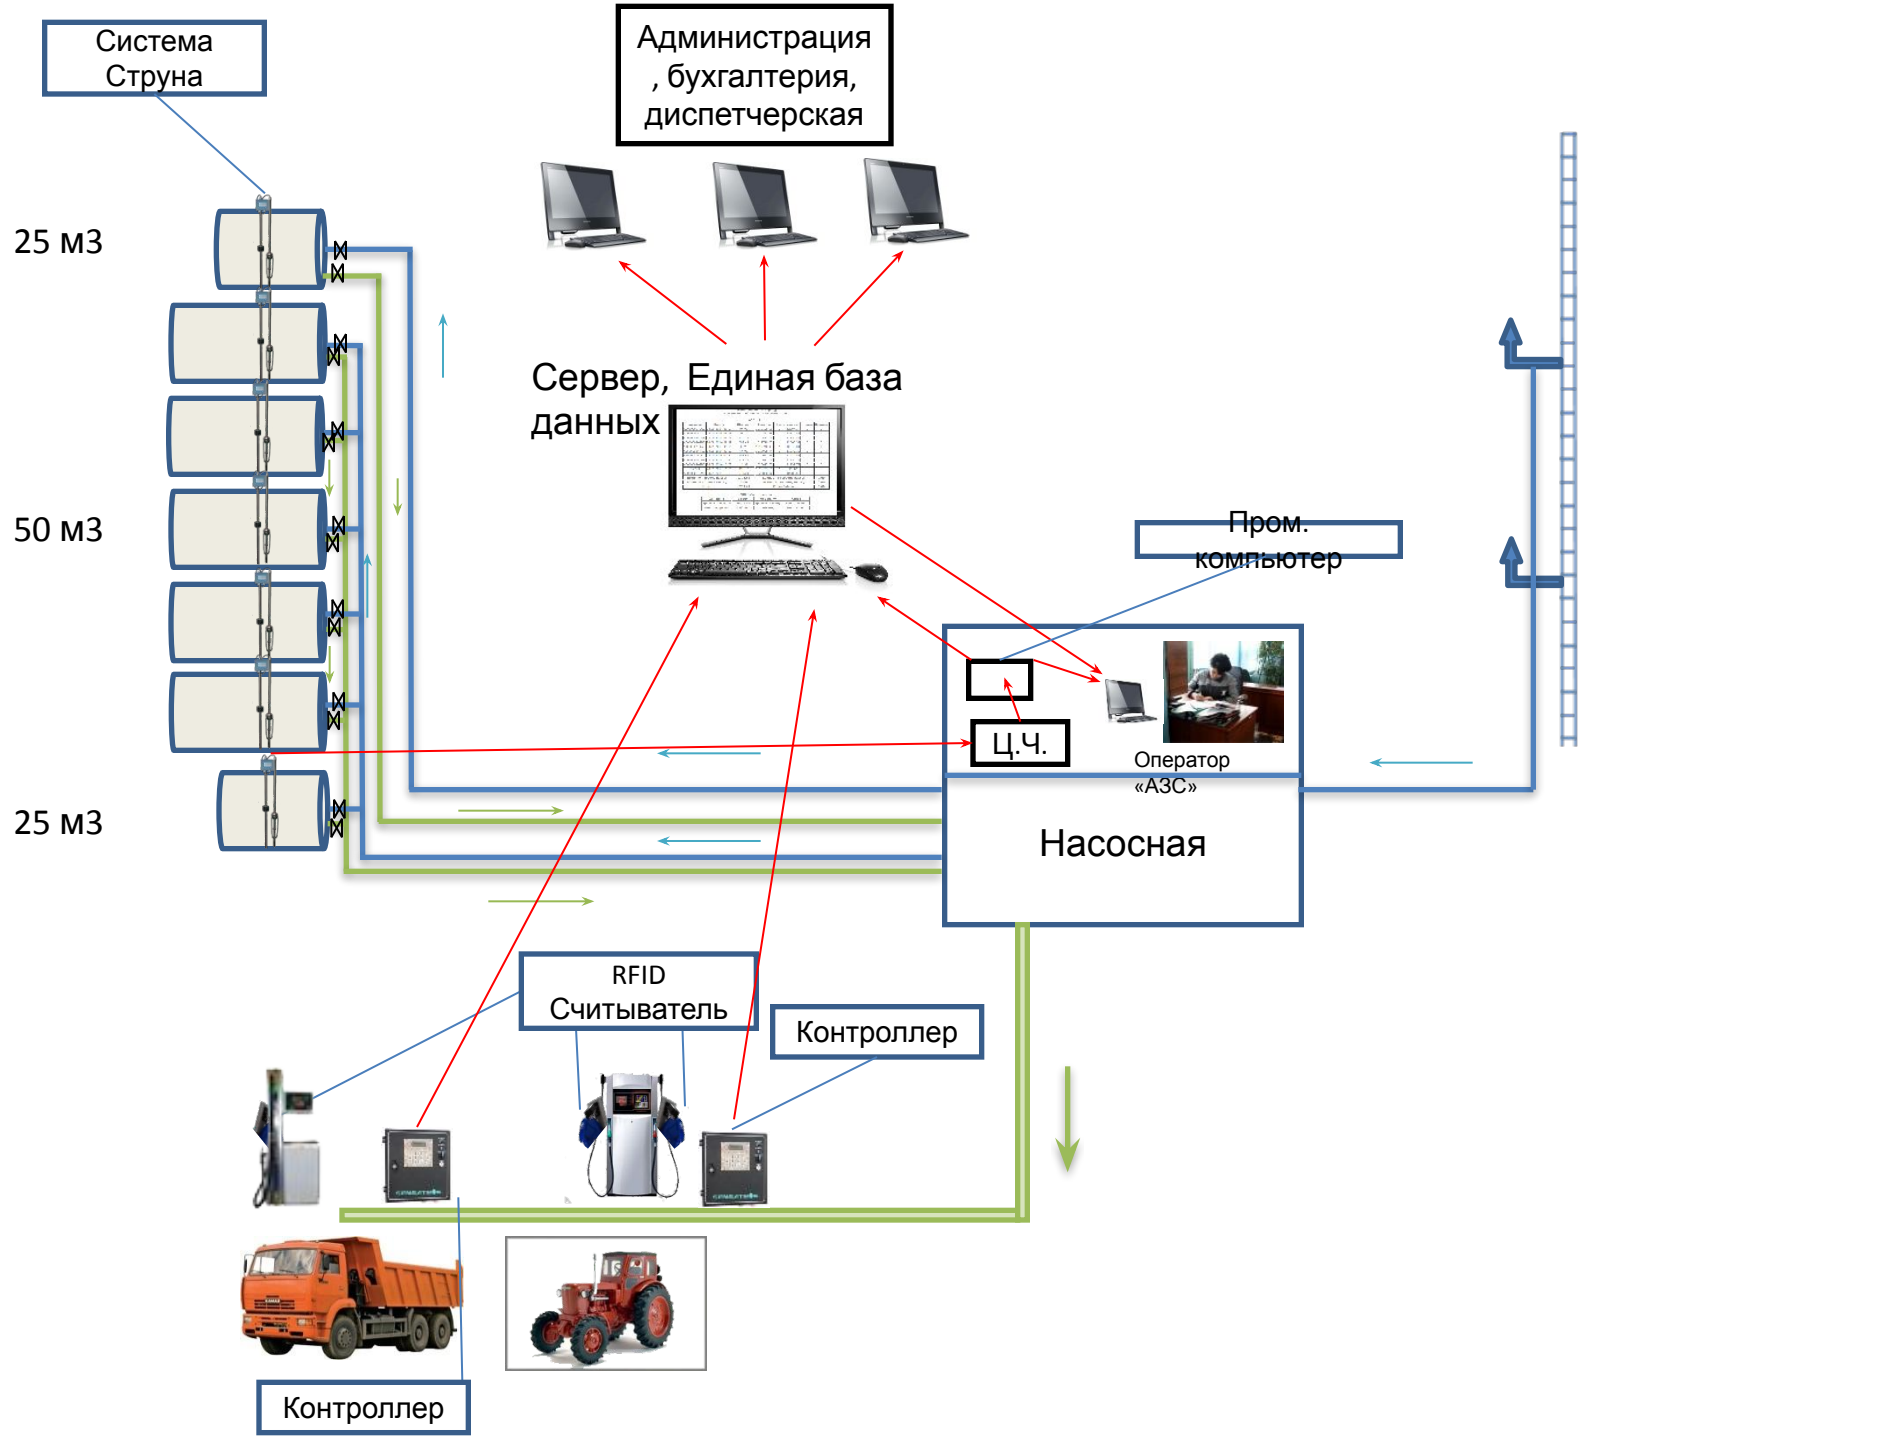 Система
Струна
Администрация
, бухгалтерия,
диспетчерская
25 м3
Сервер, Единая база
данных
50 м3
Пром.
компьютер
Ц.Ч.
Оператор
«АЗС»
25 м3
Насосная
RFID
Считыватель
Контроллер
Контроллер